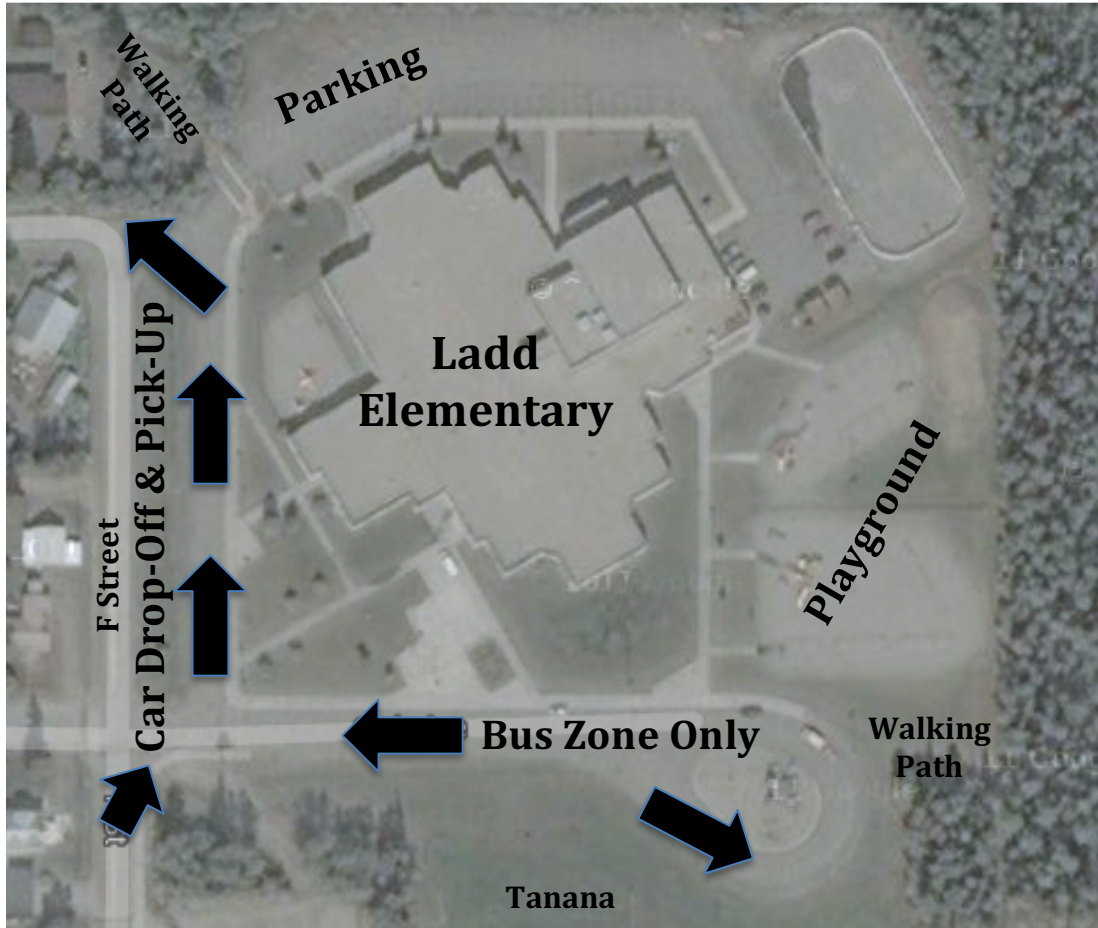 Walking
Path
Parking
Ladd
Elementary
Car Drop-Off & Pick-Up
F Street
Playground
Bus Zone Only
Walking
Path
Tanana